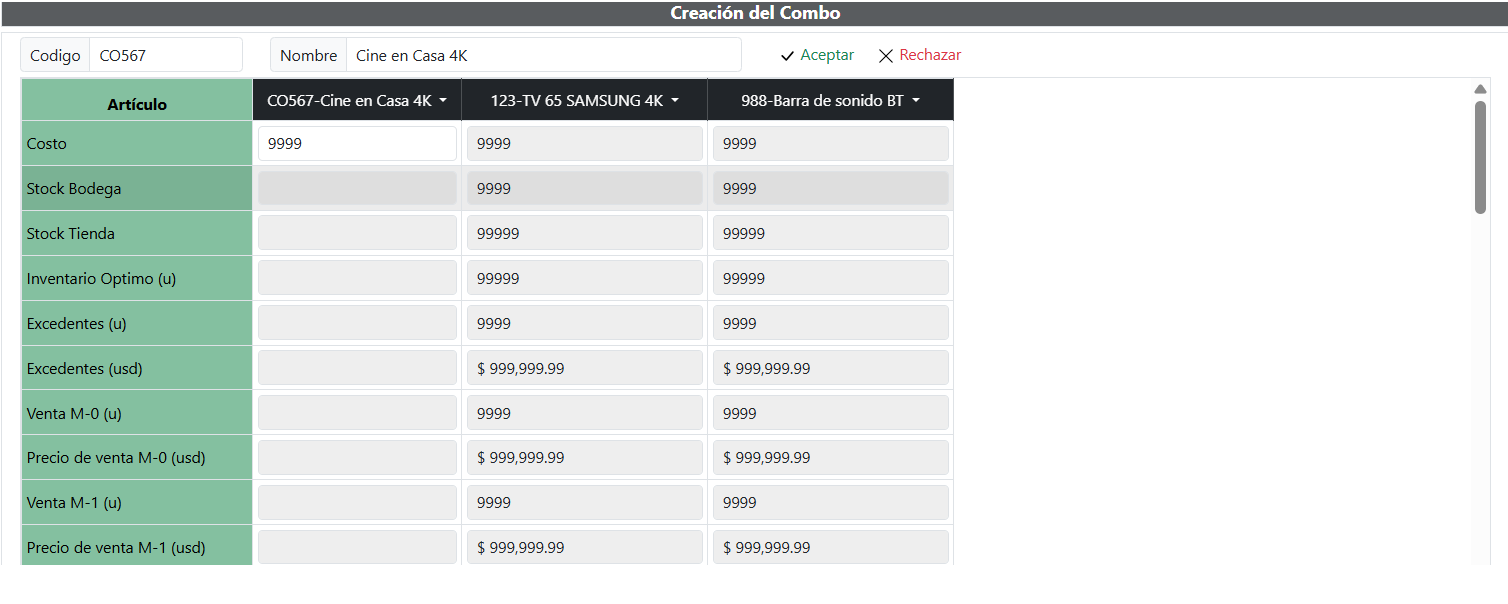 Creación del Combo
Codigo CO567 Nombre Cine en Casa 4K Aceptar Rechazar
Artículo CO567-Cine en Casa 4K 123-TV 65 SAMSUNG 4K 988-Barra de sonido BT
Costo 9999 9999 9999
Stock Bodega 9999 9999
Stock Tienda 99999 99999
Inventario Optimo (u) 99999 99999
Excedentes (u) 9999 9999
Excedentes (usd) $ 999,999.99 $ 999,999.99
Venta M-0 (u) 9999 9999
Precio de venta M-0 (usd) $ 999,999.99 $ 999,999.99
Venta M-1 (u) 9999 9999
Precio de venta M-1 (usd) $ 999,999.99 $ 999,999.99